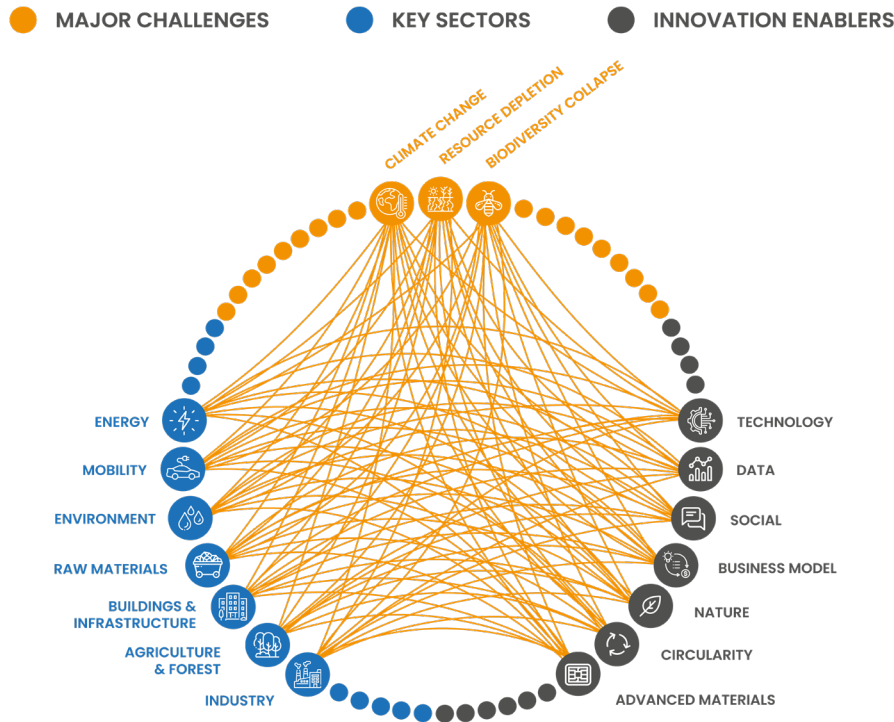 MAJOR CHALLENGES
KEY SECTORS
INNOVATION ENABLERS
CLIMATE CHANGE
RESOURCE DEPLETION
BIODIVERSITY COLLAPSE
ENERGY
MOBILITY
ENVIRONMENT
RAW MATERIALS
BUILDINGS &
INFRASTRUCTURE
AGRICULTURE
& FOREST
INDUSTRY
TECHNOLOGY
DATA
SOCIAL
BUSINESS MODEL
NATURE
CIRCULARITY
ADVANCED MATERIALS